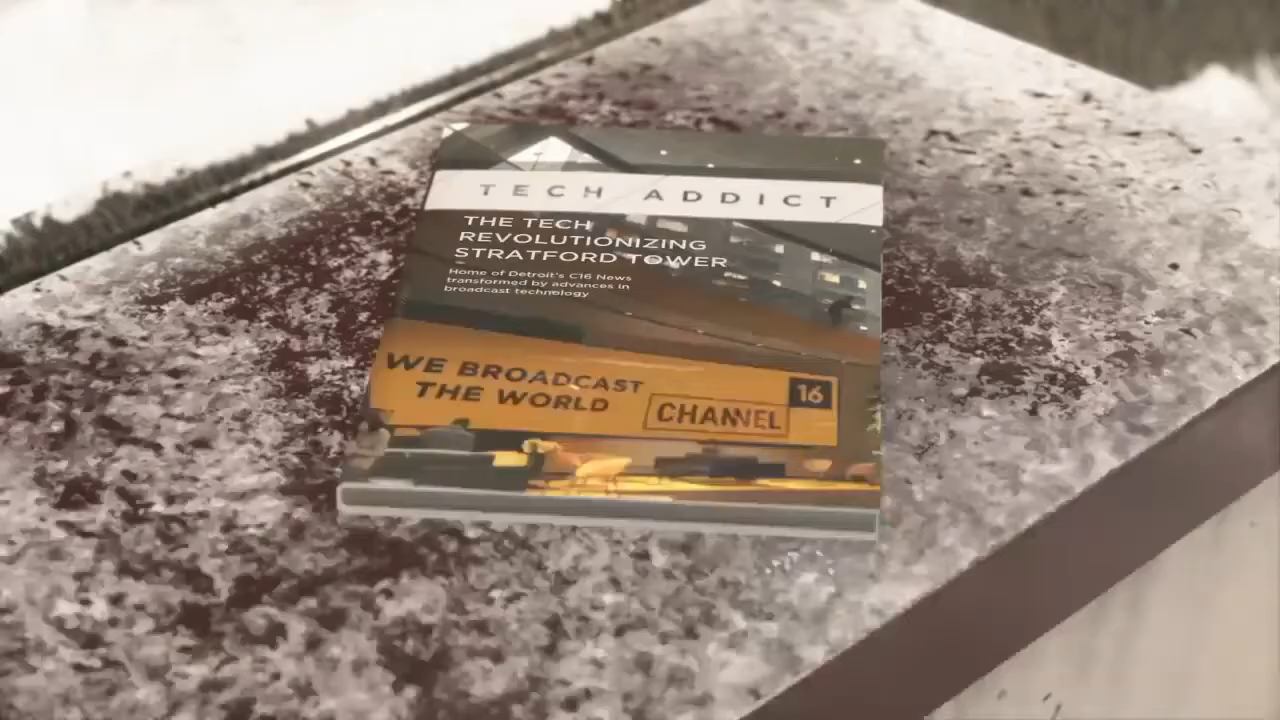 TECH ADDICT
THE TECH
REVOLUTIONIZING
STRATFORD TOWER
Home of Detroit's C16 News
transformed by advances in
broadcast technology
WE BROADCAST
THE WORLD
CHANNEL
16